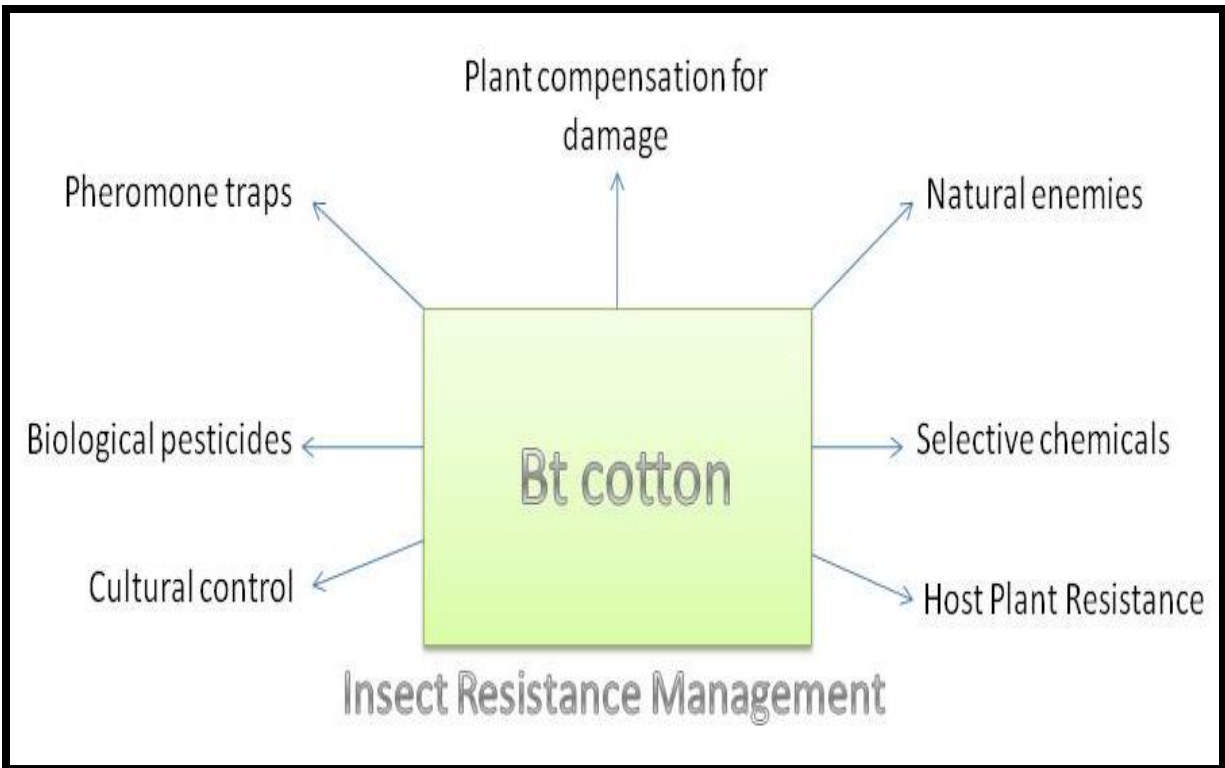 Plant compensation for
damage
Pheromone traps
Natural enemies
Biological pesticides
Selective chemicals
Bt cotton
Cultural control
Host Plant Resistance
Insect Resistance Management